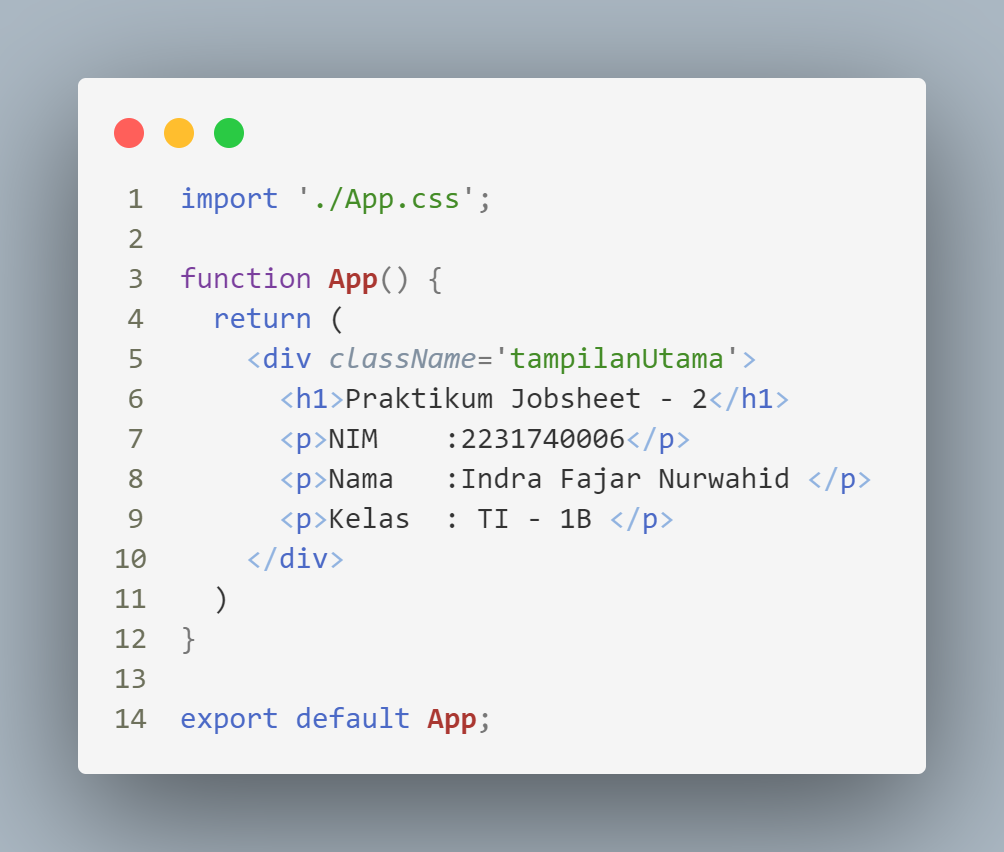 1 import './App.css';
2
3 function App() {
4   return (
5     <div className='tampilanUtama'>
6       <h1>Praktikum Jobsheet - 2</h1>
7       <p>NIM    :2231740006</p>
8       <p>Nama   :Indra Fajar Nurwahid </p>
9       <p>Kelas  : TI - 1B </p>
10     </div>
11   )
12 }
13
14 export default App;